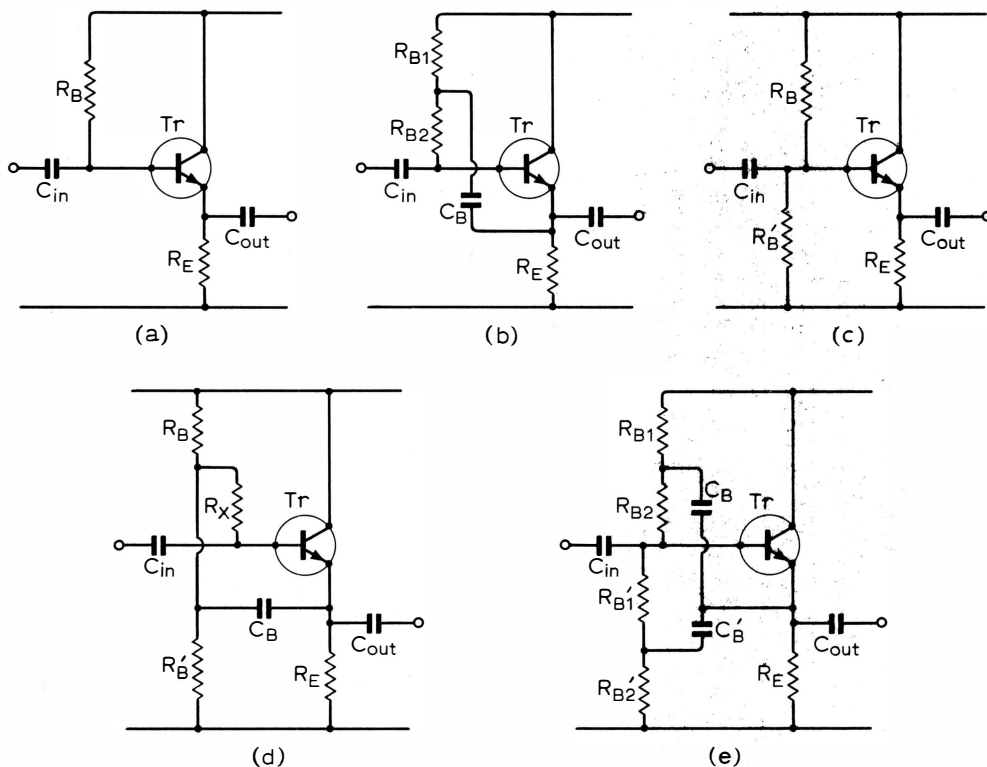 R_B
Tr
C_in
C_out
R_E
(a)
R_B1
R_B2
Tr
C_in
C_B
C_out
R_E
(b)
R_B
Tr
C_in
R_B′
C_out
R_E
(c)
R_B
R_X
Tr
C_in
C_B
C_out
R_B′
R_E
(d)
R_B1
C_B
R_B2
Tr
C_in
R_B1′
C_B′
C_out
R_B2′
R_E
(e)